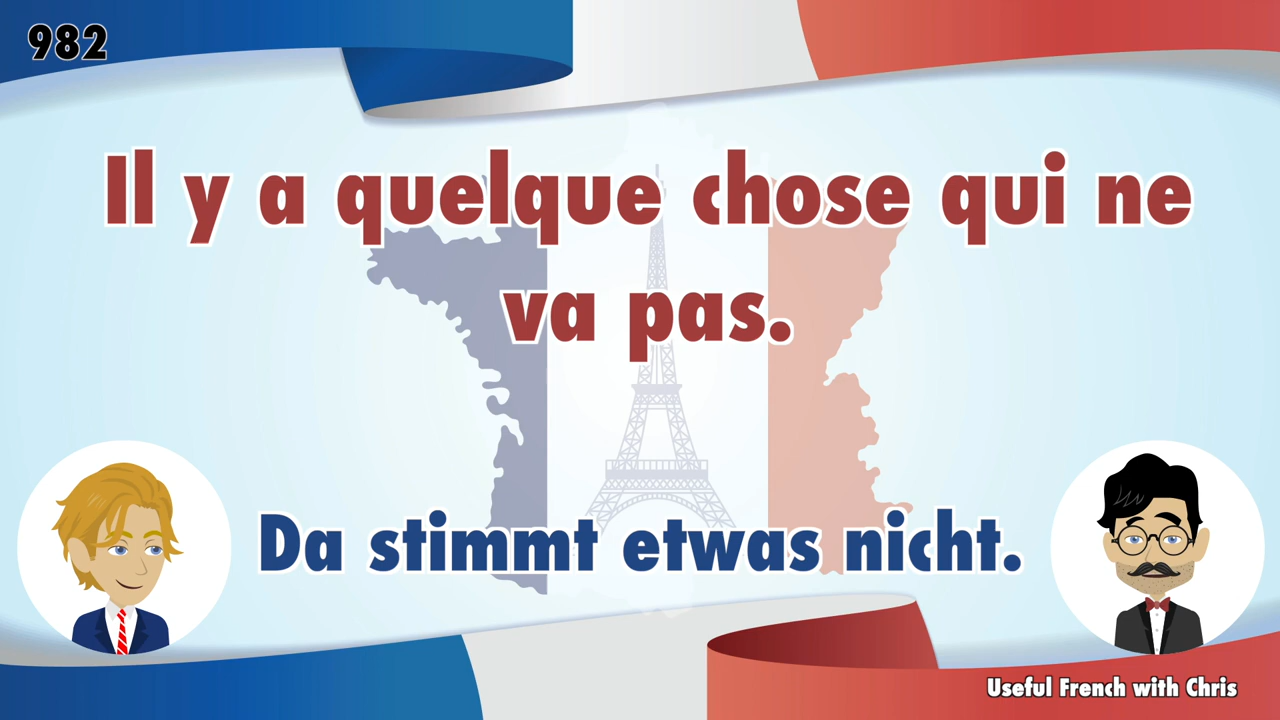 982
Il y a quelque chose qui ne
va pas.
Da stimmt etwas nicht.
Useful French with Chris